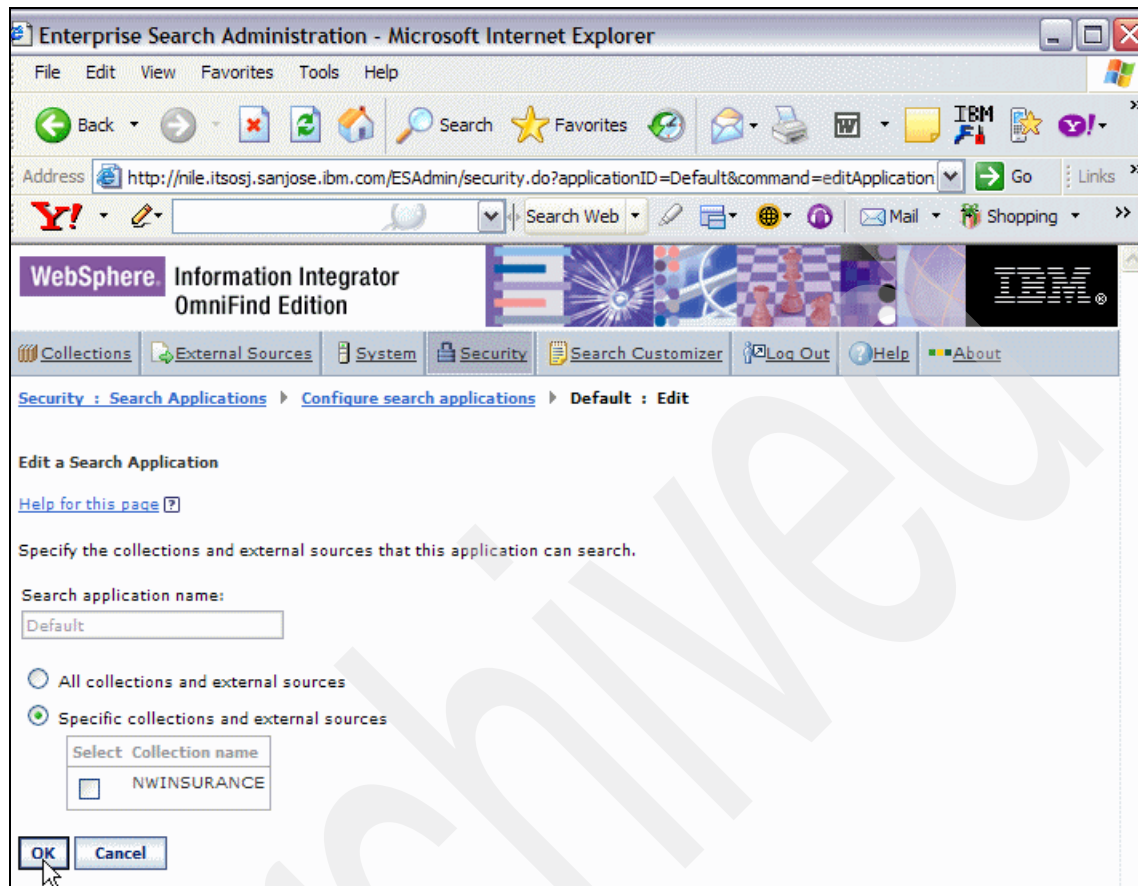 Enterprise Search Administration - Microsoft Internet Explorer
File Edit View Favorites Tools Help
Back Search Favorites W IBM Y!
Address http://nile.itsosj.sanjose.ibm.com/ESAdmin/security.do?applicationID=Default&command=editApplication Go Links »
Y! Search Web Mail Shopping »
WebSphere. Information Integrator
OmniFind Edition
IBM®
Collections External Sources System Security Search Customizer Log Out Help About
Security : Search Applications Configure search applications Default : Edit
Edit a Search Application
Help for this page ?
Specify the collections and external sources that this application can search.
Search application name:
Default
All collections and external sources
Specific collections and external sources
Select Collection name
NWINSURANCE
OK Cancel